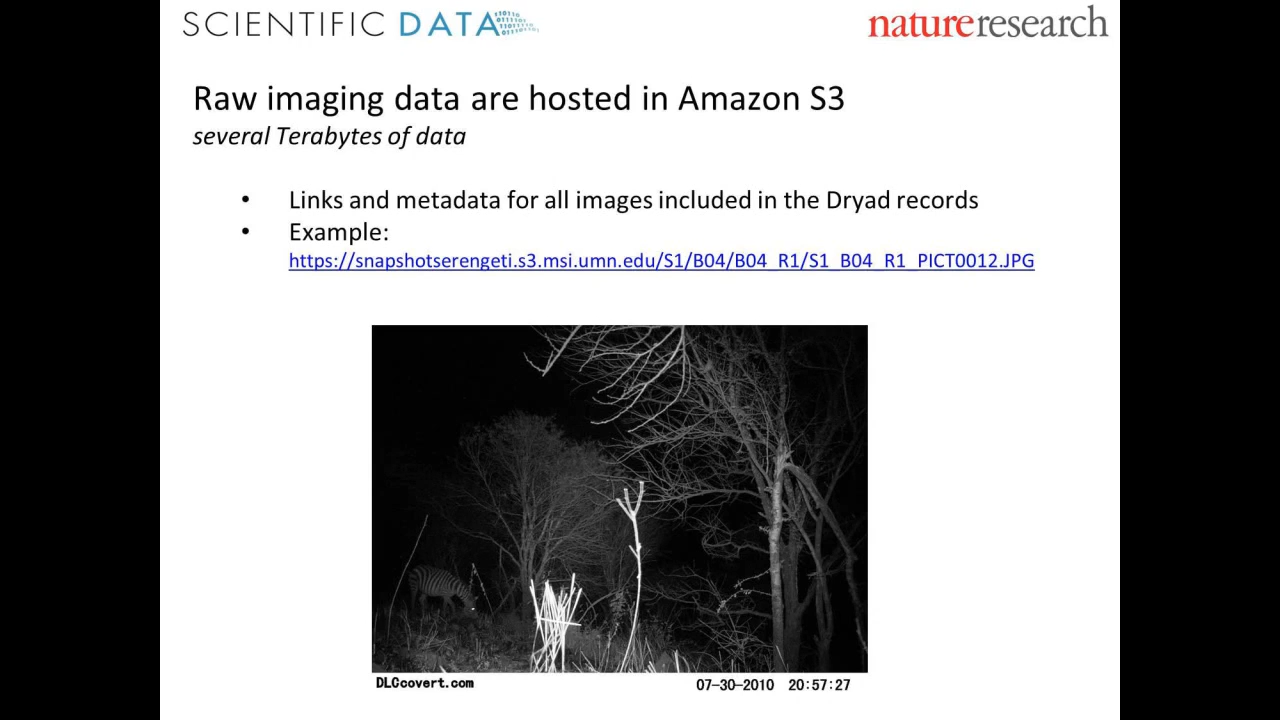 SCIENTIFIC DATA
natureresearch
Raw imaging data are hosted in Amazon S3
several Terabytes of data
• Links and metadata for all images included in the Dryad records
• Example:
https://snapshotserengeti.s3.msi.umn.edu/S1/B04/B04_R1/S1_B04_R1_PICT0012.JPG
DLCcovert.com
07-30-2010 20:57:27